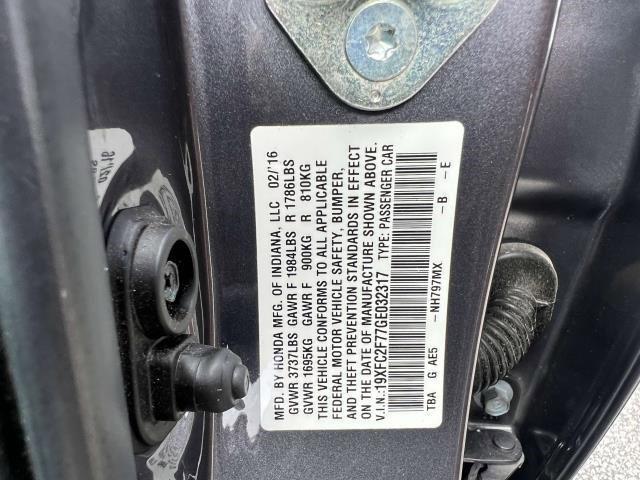 MFD. BY HONDA MFG. OF INDIANA, LLC 02/'16
GVWR 3737LBS GAWR F 1984LBS R 1786LBS
GVWR 1695KG GAWR F 900KG R 810KG
THIS VEHICLE CONFORMS TO ALL APPLICABLE
FEDERAL MOTOR VEHICLE SAFETY, BUMPER,
AND THEFT PREVENTION STANDARDS IN EFFECT
ON THE DATE OF MANUFACTURE SHOWN ABOVE.
V.I.N.:19XFC2F77GE032317 TYPE: PASSENGER CAR
TBA G AE5 -NH797MX -B -E